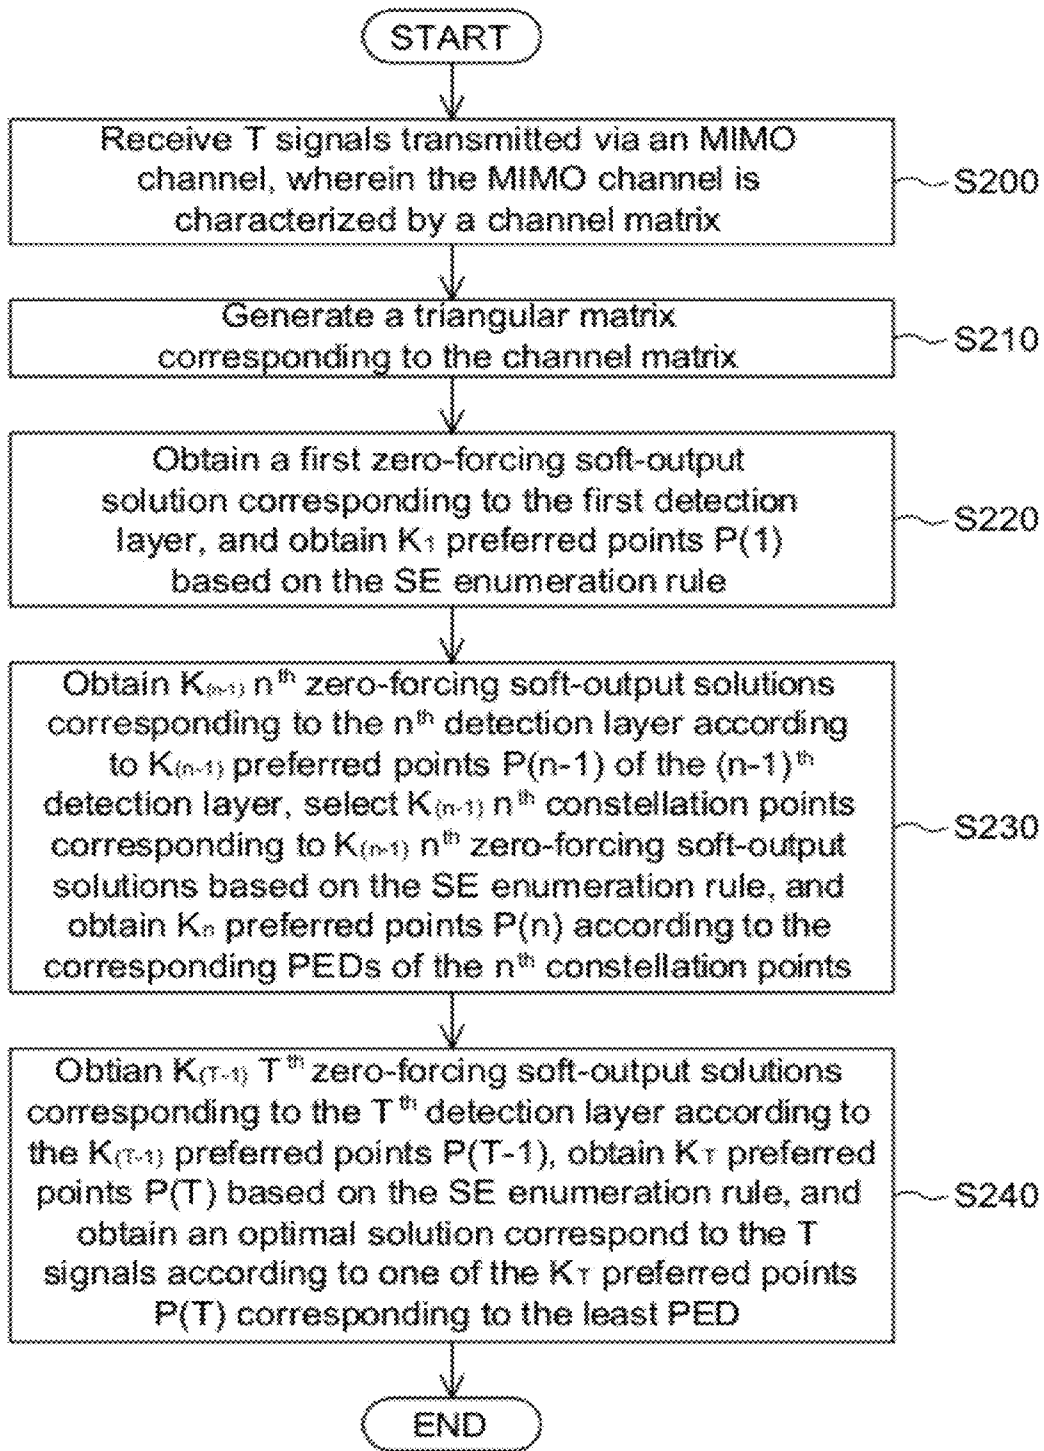 START
Receive T signals transmitted via an MIMO
channel, wherein the MIMO channel is
characterized by a channel matrix
S200
Generate a triangular matrix
corresponding to the channel matrix
S210
Obtain a first zero-forcing soft-output
solution corresponding to the first detection
layer, and obtain K₁ preferred points P(1)
based on the SE enumeration rule
S220
Obtain K(n-1) nth zero-forcing soft-output solutions
corresponding to the nth detection layer according
to K(n-1) preferred points P(n-1) of the (n-1)th
detection layer, select K(n-1) nth constellation points
corresponding to K(n-1) nth zero-forcing soft-output
solutions based on the SE enumeration rule, and
obtain Kn preferred points P(n) according to the
corresponding PEDs of the nth constellation points
S230
Obtian K(T-1) Tth zero-forcing soft-output solutions
corresponding to the Tth detection layer according to
the K(T-1) preferred points P(T-1), obtain KT preferred
points P(T) based on the SE enumeration rule, and
obtain an optimal solution correspond to the T
signals according to one of the KT preferred points
P(T) corresponding to the least PED
S240
END